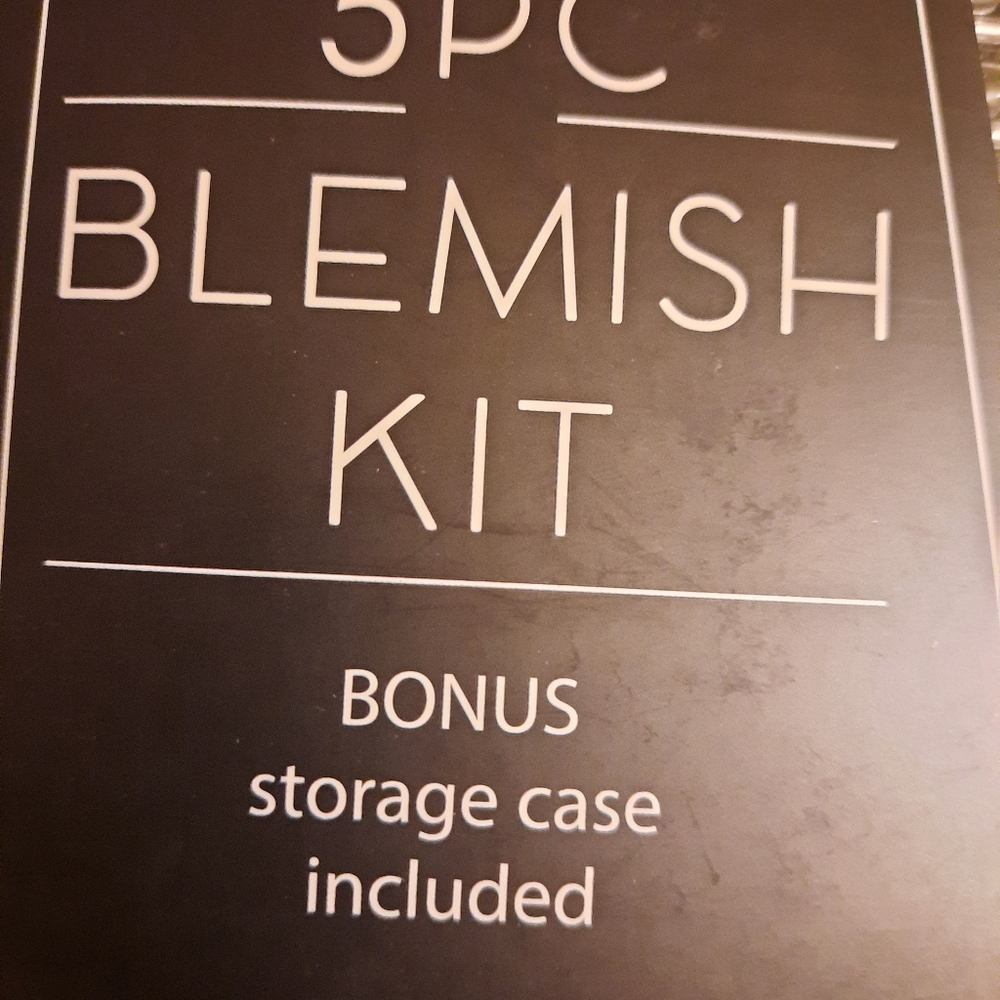 5PC
BLEMISH
KIT
BONUS
storage case
included